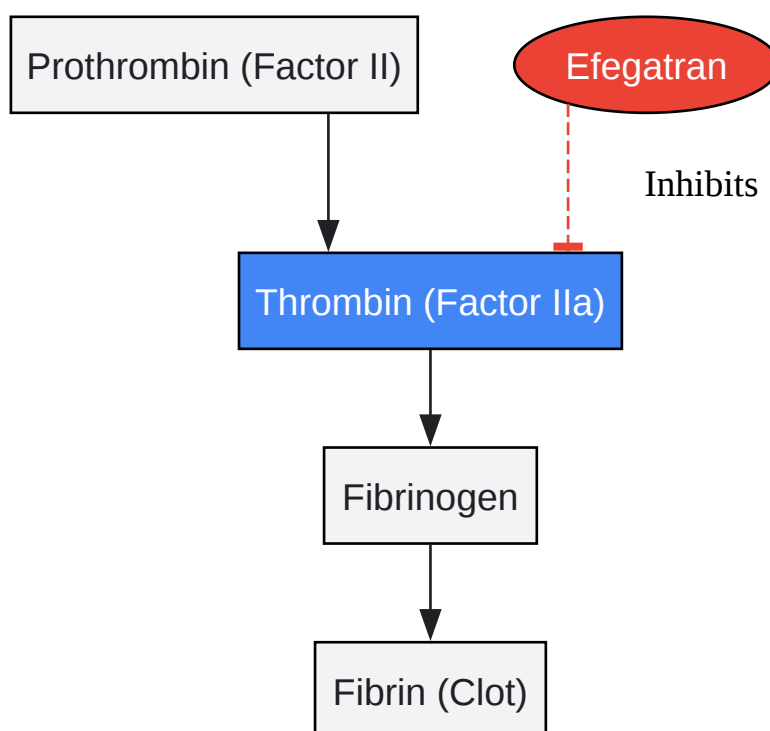 Prothrombin (Factor II)
Efegatran
Inhibits
Thrombin (Factor IIa)
Fibrinogen
Fibrin (Clot)